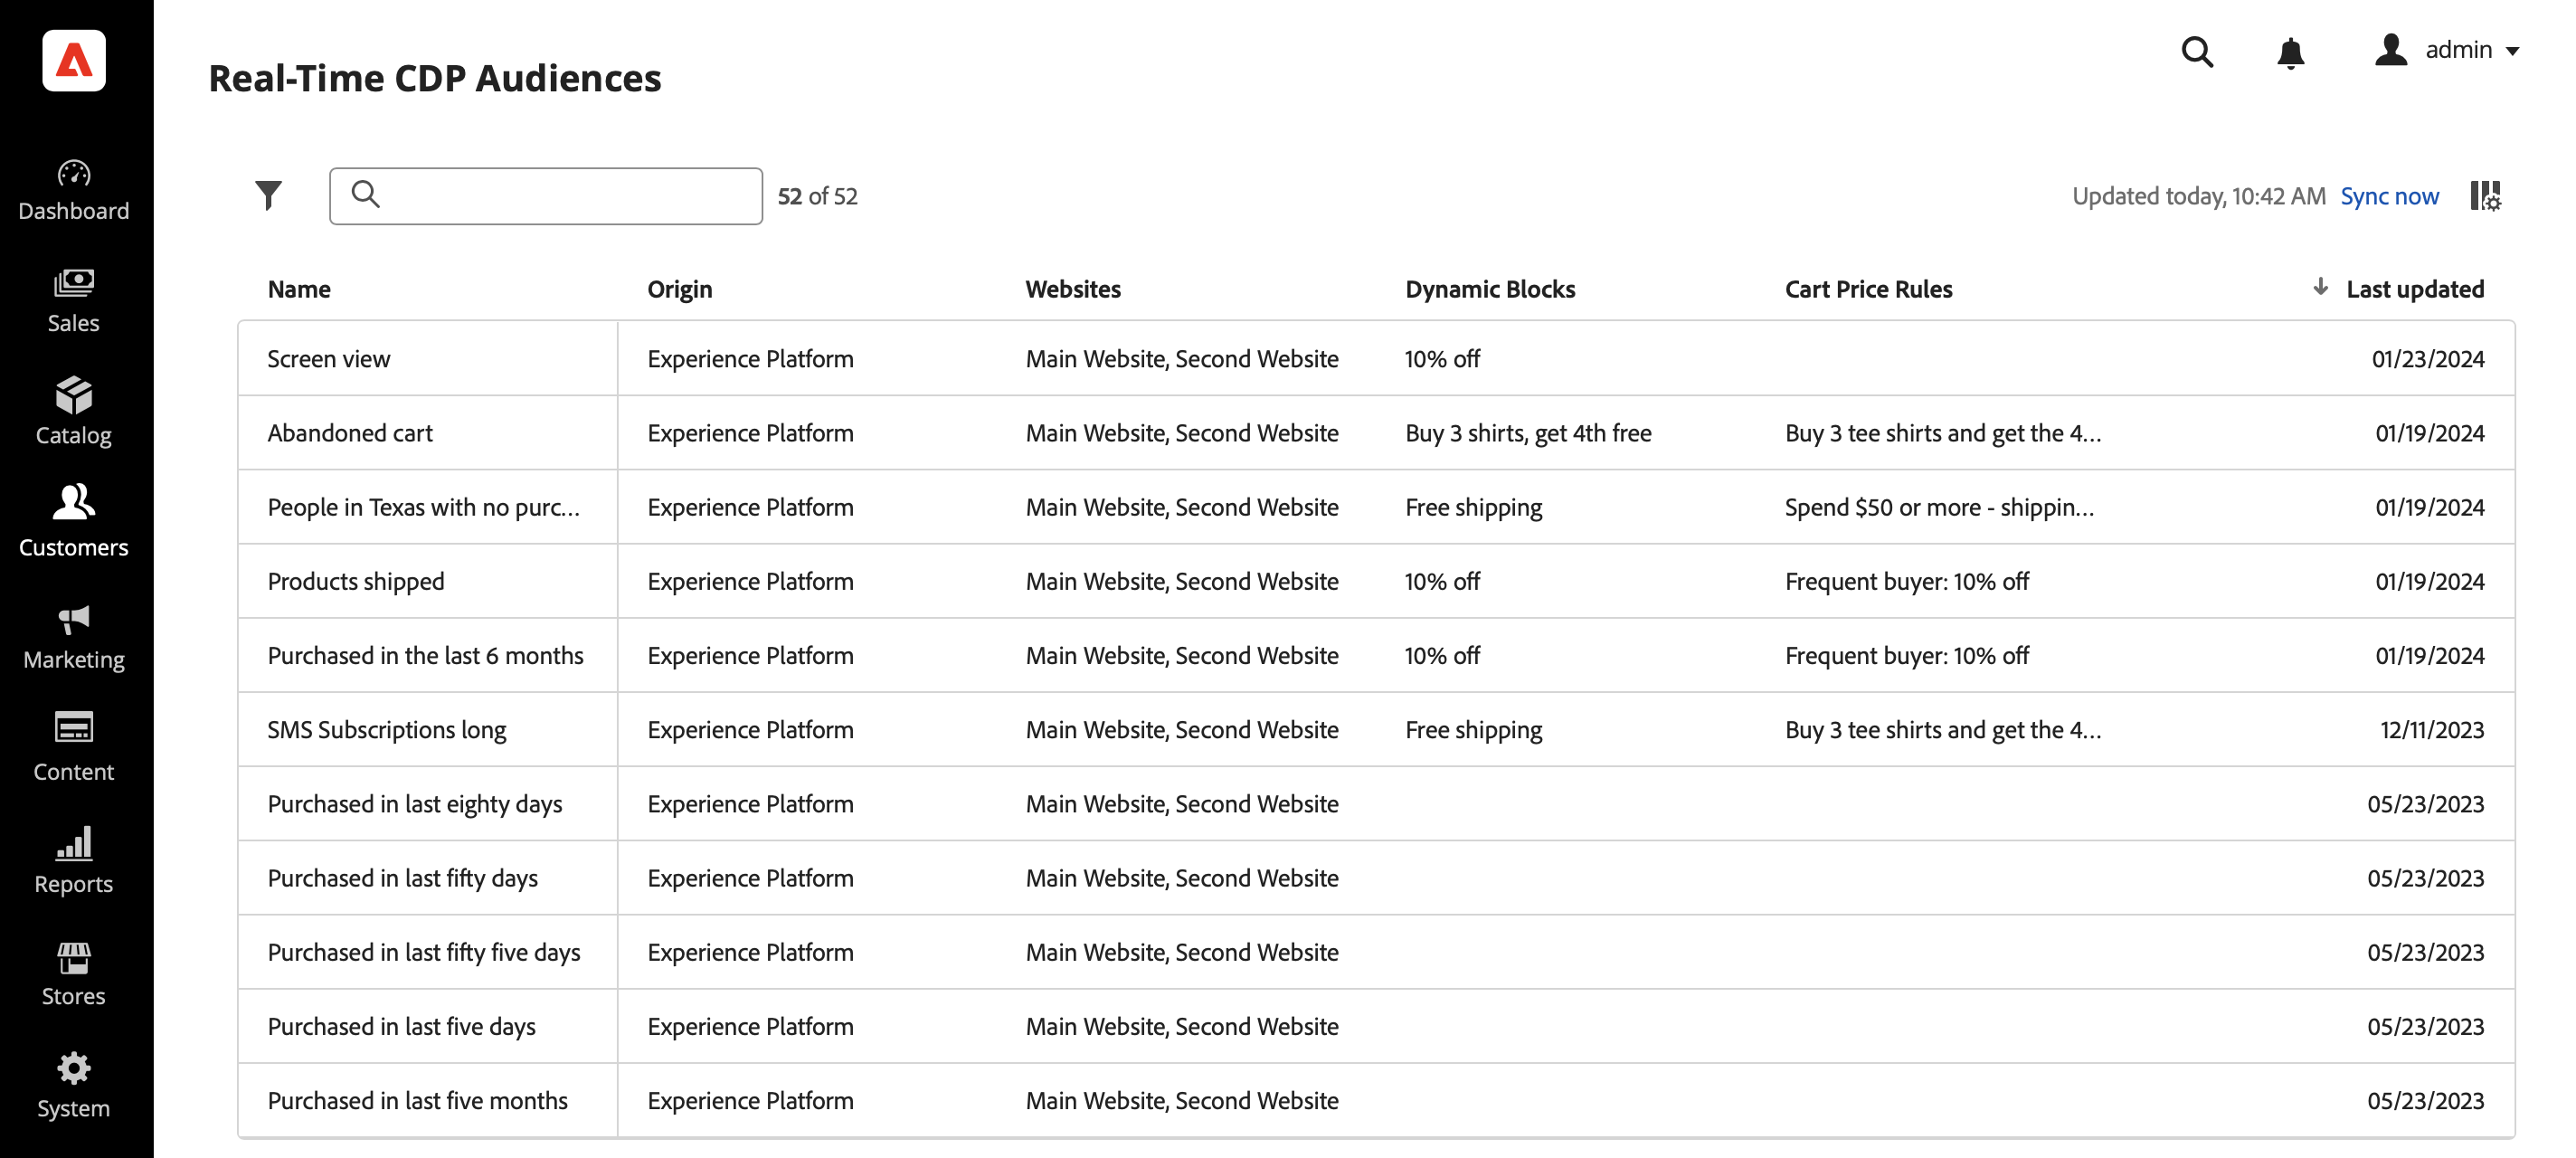 Real-Time CDP Audiences
admin
Dashboard
Sales
Catalog
Customers
Marketing
Content
Reports
Stores
System
52 of 52
Updated today, 10:42 AM Sync now
Name Origin Websites Dynamic Blocks Cart Price Rules Last updated
Screen view Experience Platform Main Website, Second Website 10% off 01/23/2024
Abandoned cart Experience Platform Main Website, Second Website Buy 3 shirts, get 4th free Buy 3 tee shirts and get the 4... 01/19/2024
People in Texas with no purc... Experience Platform Main Website, Second Website Free shipping Spend $50 or more - shippin... 01/19/2024
Products shipped Experience Platform Main Website, Second Website 10% off Frequent buyer: 10% off 01/19/2024
Purchased in the last 6 months Experience Platform Main Website, Second Website 10% off Frequent buyer: 10% off 01/19/2024
SMS Subscriptions long Experience Platform Main Website, Second Website Free shipping Buy 3 tee shirts and get the 4... 12/11/2023
Purchased in last eighty days Experience Platform Main Website, Second Website 05/23/2023
Purchased in last fifty days Experience Platform Main Website, Second Website 05/23/2023
Purchased in last fifty five days Experience Platform Main Website, Second Website 05/23/2023
Purchased in last five days Experience Platform Main Website, Second Website 05/23/2023
Purchased in last five months Experience Platform Main Website, Second Website 05/23/2023